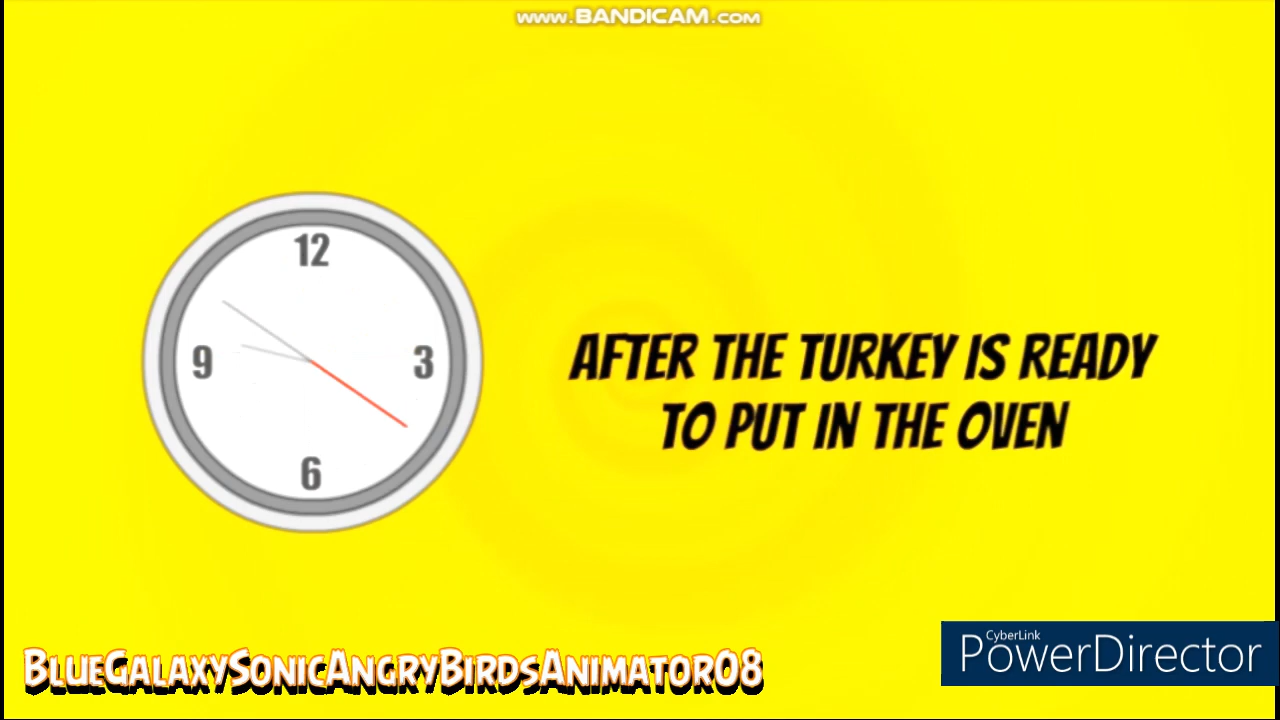 www.BANDICAM.com
12
9
3
6
AFTER THE TURKEY IS READY
TO PUT IN THE OVEN
BlueGalaxySonicAngryBirdsAnimator08
CyberLink
PowerDirector